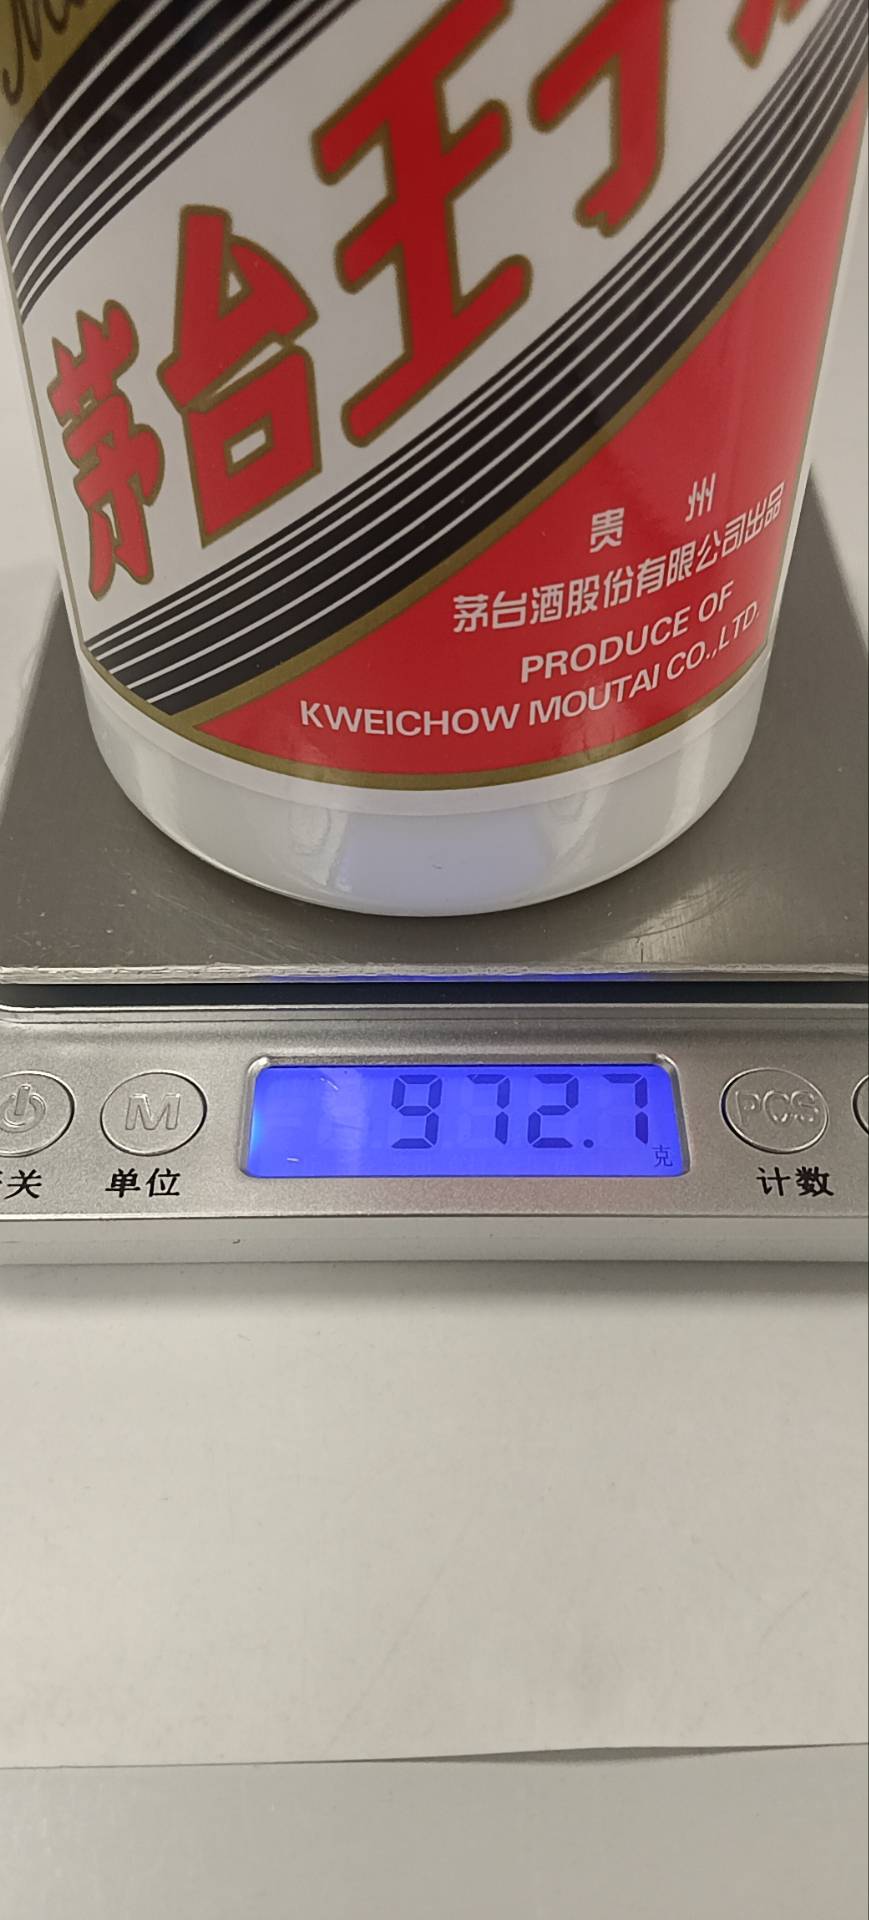 茅台王子
贵州
茅台酒股份有限公司出品
PRODUCE OF
KWEICHOW MOUTAI CO.,LTD.
972.7
克
M
PCS
关
单位
计数